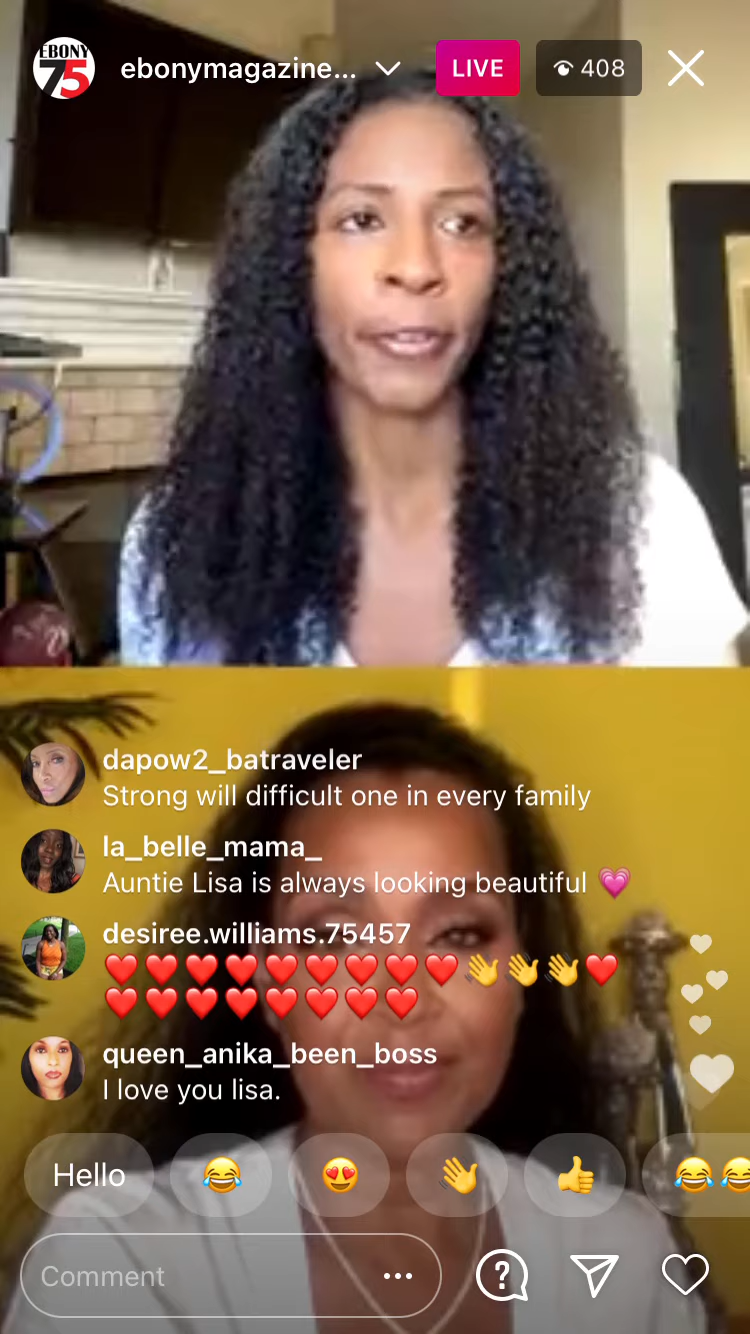 EBONY
75
ebonymagazine...
LIVE
408
dapow2_batraveler
Strong will difficult one in every family
la_belle_mama_
Auntie Lisa is always looking beautiful 💗
desiree.williams.75457
❤️❤️❤️❤️❤️❤️❤️❤️❤️👋👋👋❤️
❤️❤️❤️❤️❤️❤️❤️❤️
queen_anika_been_boss
I love you lisa.
Hello 😂 😍 👋 👍 😂😂
Comment